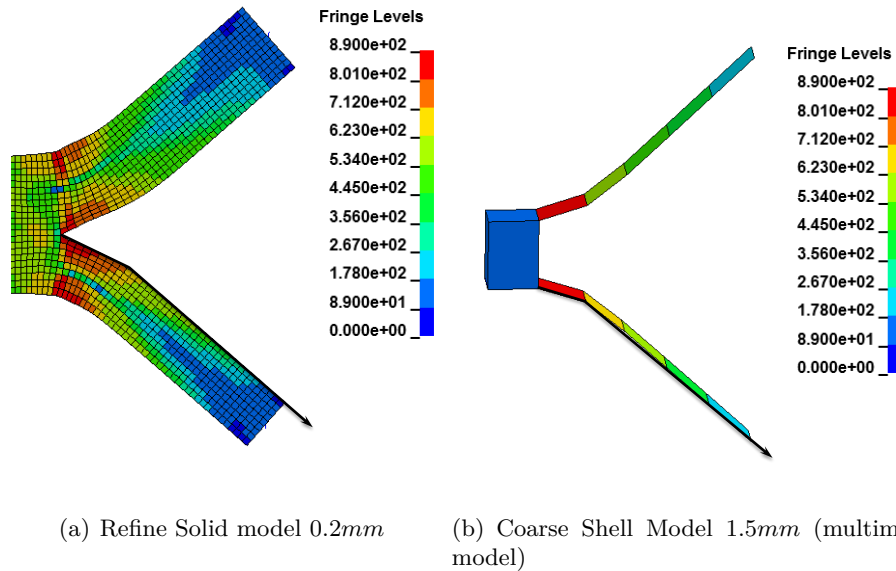 Fringe Levels
8.900e+02
8.010e+02
7.120e+02
6.230e+02
5.340e+02
4.450e+02
3.560e+02
2.670e+02
1.780e+02
8.900e+01
0.000e+00
Fringe Levels
8.900e+02
8.010e+02
7.120e+02
6.230e+02
5.340e+02
4.450e+02
3.560e+02
2.670e+02
1.780e+02
8.900e+01
0.000e+00
(a) Refine Solid model 0.2mm
(b) Coarse Shell Model 1.5mm (multim
model)